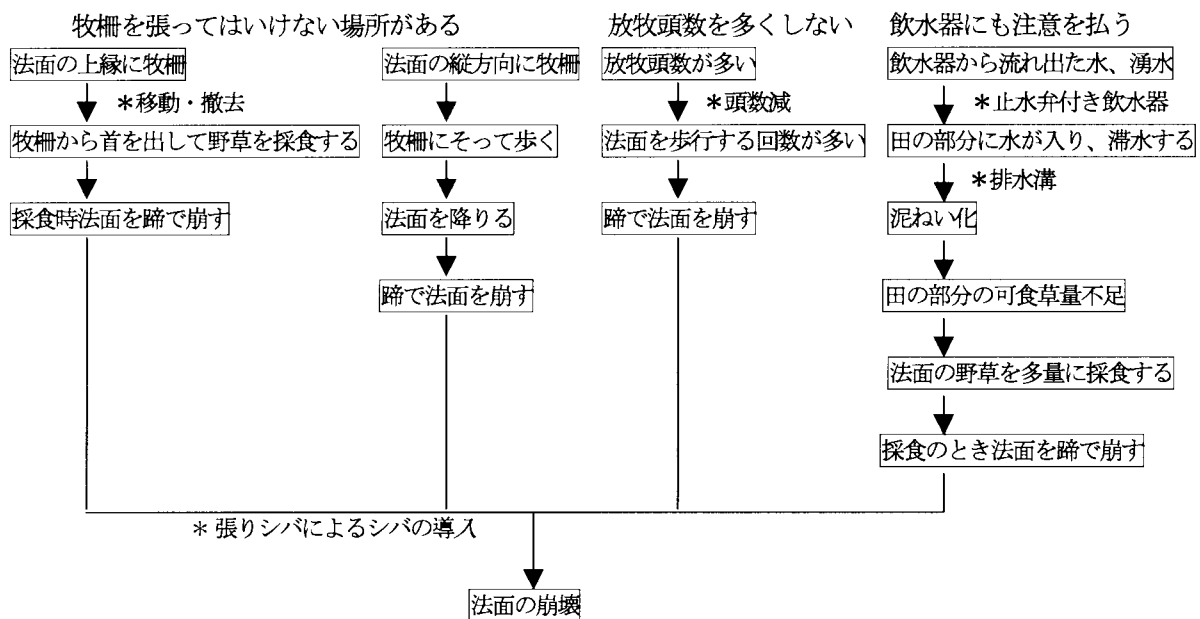 牧柵を張ってはいけない場所がある
放牧頭数を多くしない
飲水器にも注意を払う
法面の上縁に牧柵
法面の縦方向に牧柵
放牧頭数が多い
飲水器から流れ出た水、湧水
＊移動・撤去
＊頭数減
＊止水弁付き飲水器
牧柵から首を出して野草を採食する
牧柵にそって歩く
法面を歩行する回数が多い
田の部分に水が入り、滞水する
＊排水溝
採食時法面を蹄で崩す
法面を降りる
蹄で法面を崩す
泥ねい化
蹄で法面を崩す
田の部分の可食草量不足
法面の野草を多量に採食する
採食のとき法面を蹄で崩す
＊張りシバによるシバの導入
法面の崩壊